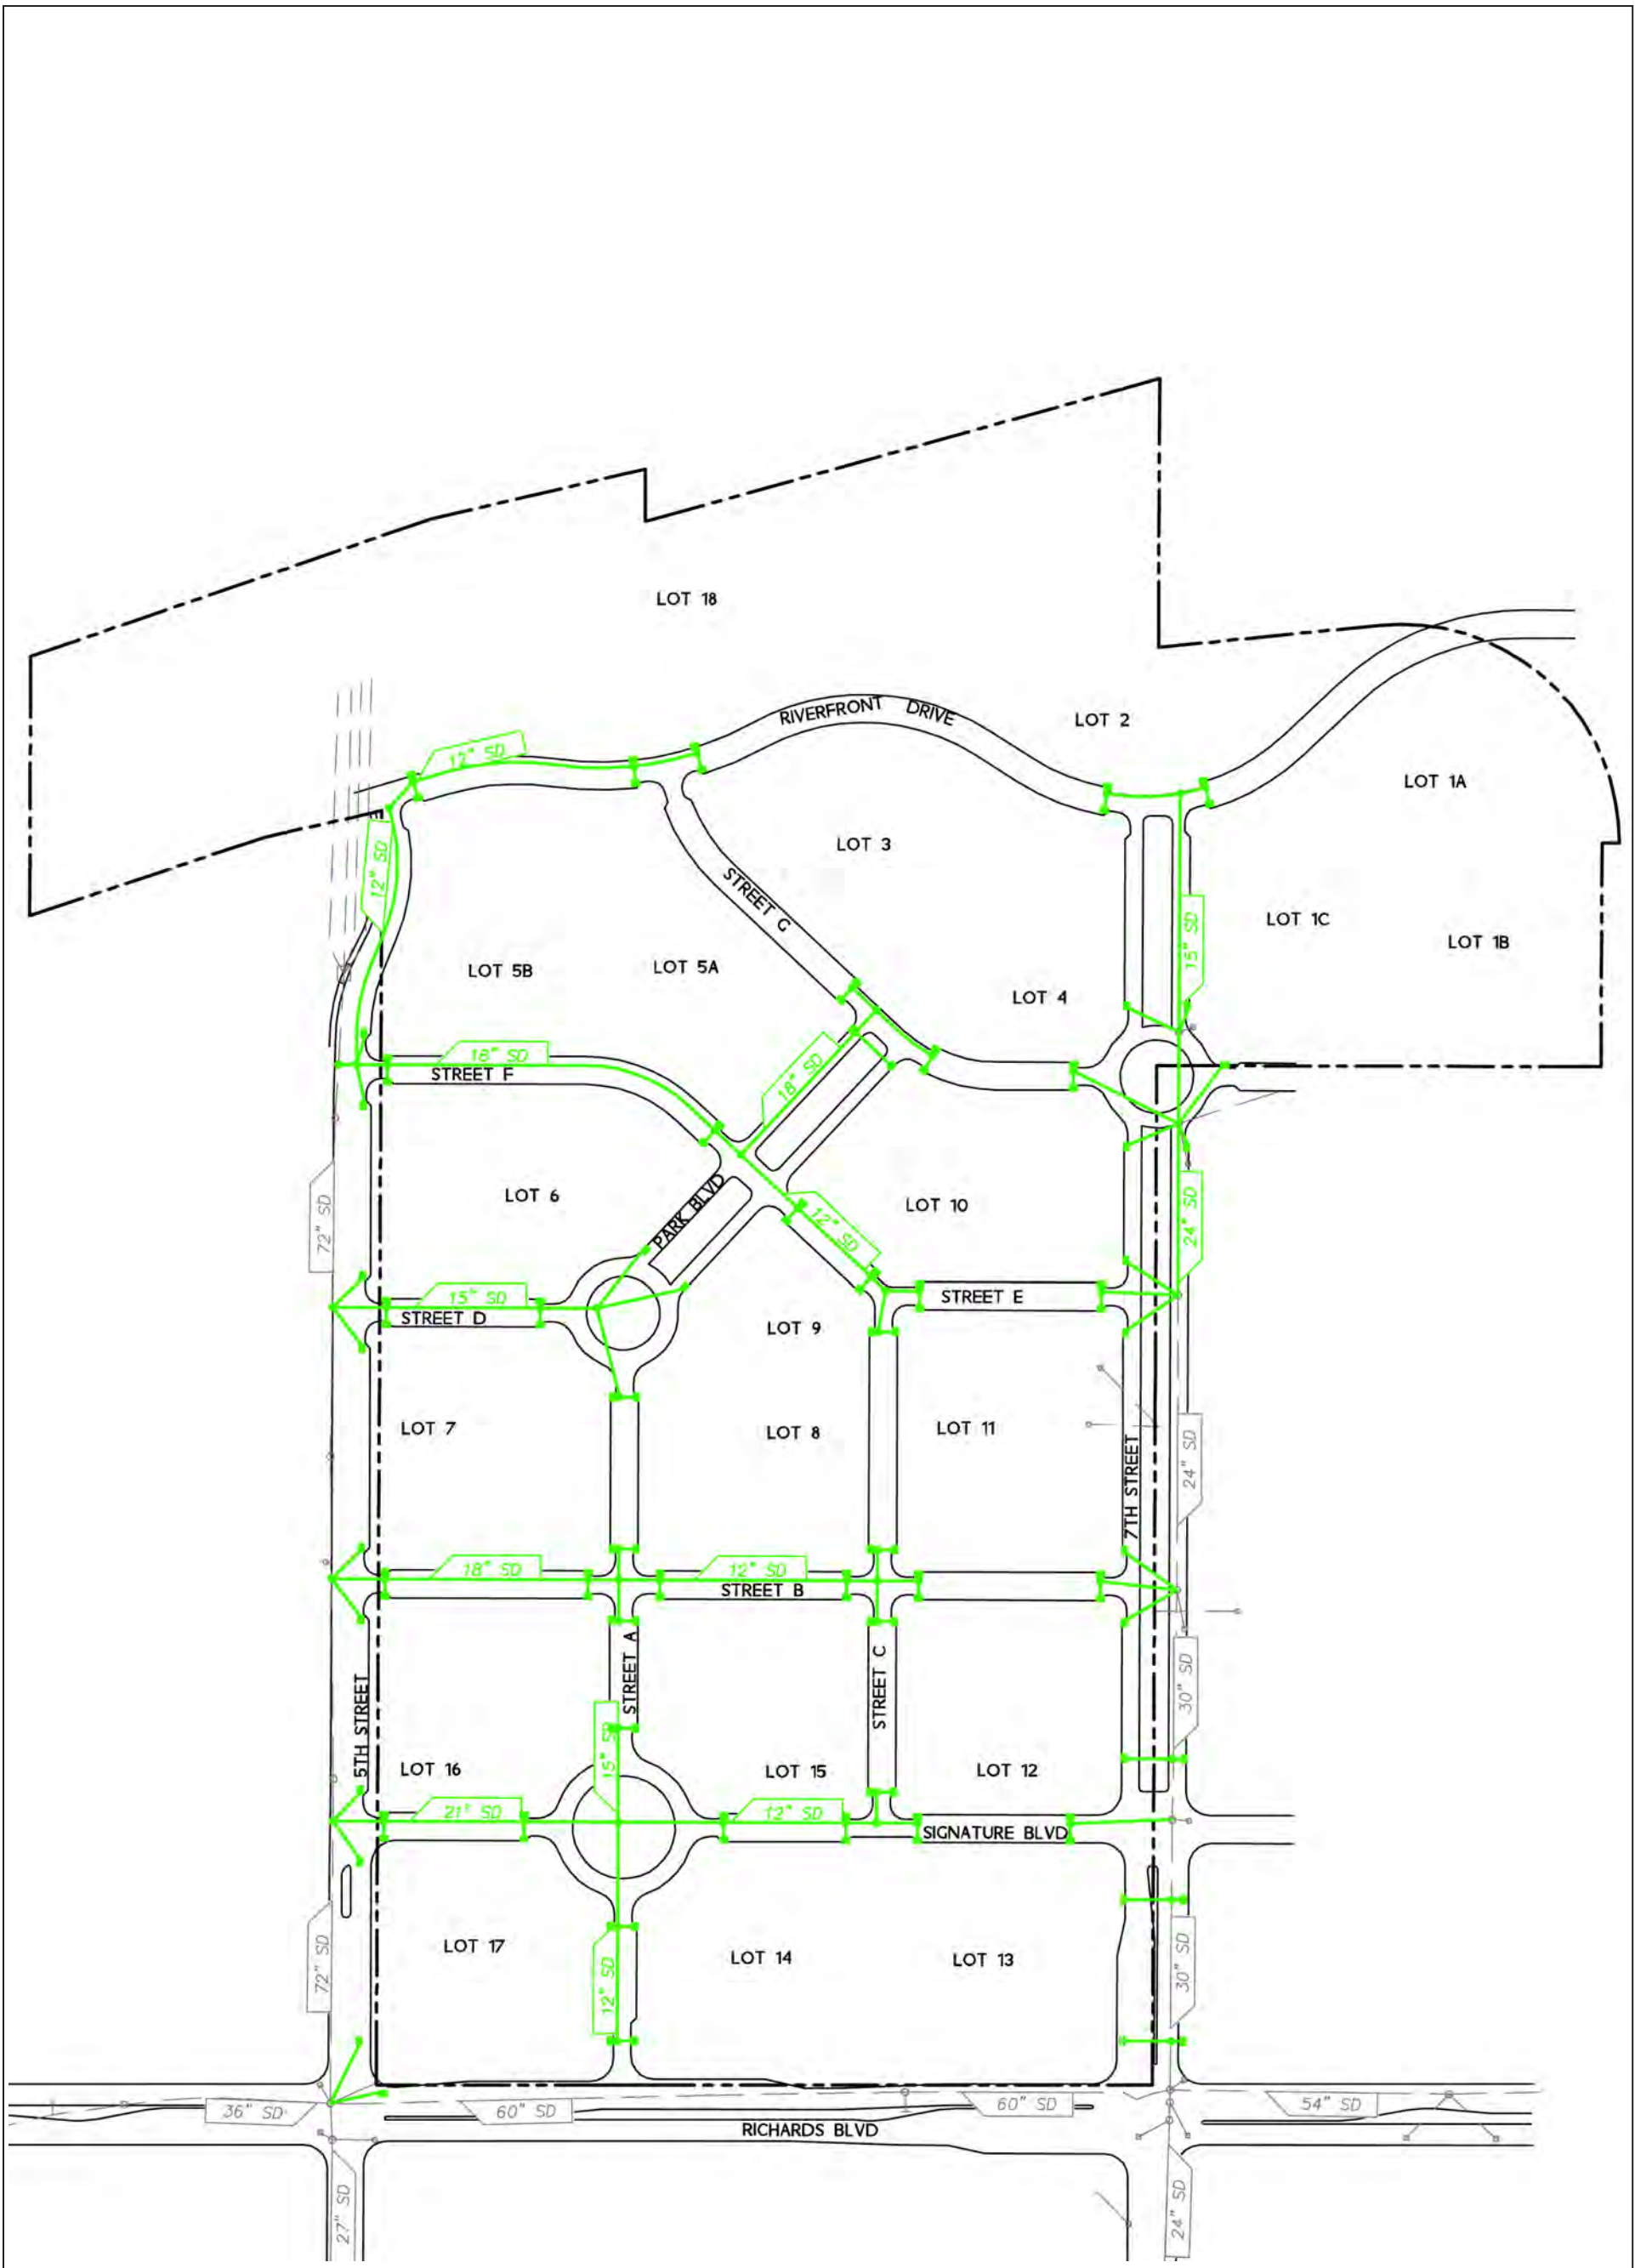 LOT 18
RIVERFRONT DRIVE
LOT 2
12" SD
LOT 1A
12" SD
LOT 3
STREET G
LOT 1C
15" SD
LOT 1B
LOT 5B
LOT 5A
LOT 4
18" SD
STREET F
18" SD
72" SD
LOT 6
PARK BLVD
LOT 10
12" SD
24" SD
15" SD
STREET D
STREET E
LOT 9
LOT 7
LOT 8
LOT 11
7TH STREET
24" SD
18" SD
12" SD
STREET B
5TH STREET
STREET A
STREET C
30" SD
15" SD
LOT 16
LOT 15
LOT 12
21" SD
12" SD
SIGNATURE BLVD
LOT 17
LOT 14
LOT 13
72" SD
12" SD
30" SD
36" SD
60" SD
60" SD
54" SD
RICHARDS BLVD
27" SD
24" SD